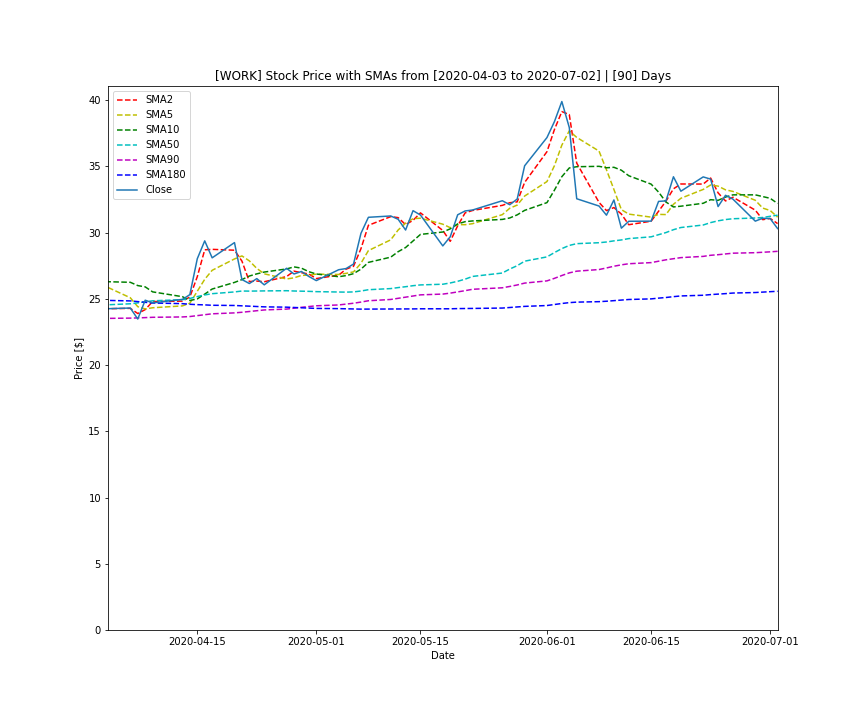 [WORK] Stock Price with SMAs from [2020-04-03 to 2020-07-02] | [90] Days
SMA2
SMA5
SMA10
SMA50
SMA90
SMA180
Close
Price [$]
40
35
30
25
20
15
10
5
0
2020-04-15
2020-05-01
2020-05-15
2020-06-01
2020-06-15
2020-07-01
Date